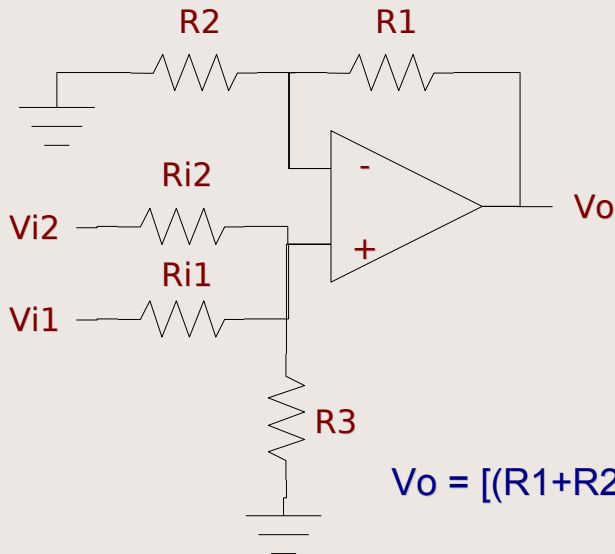 R2 R1
-
Ri2
Vi2
Vo
+
Ri1
Vi1
R3
Vo = [(R1+R2